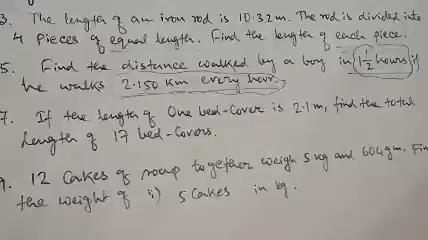 3. The length of an iron rod is 10.32m. The rod is divided into
4 Pieces of equal length. Find the length of each piece.
5. Find the distance walked by a boy in 1 1/2 hours if
he walks 2.150 Km every hour.
7. If the length of One bed-Cover is 2.1m, find the total
length of 17 bed-Covers.
9. 12 Cakes of soap together weigh 5 kg and 604 gm. Fin
the weight of ii) 5 Cakes in kg.